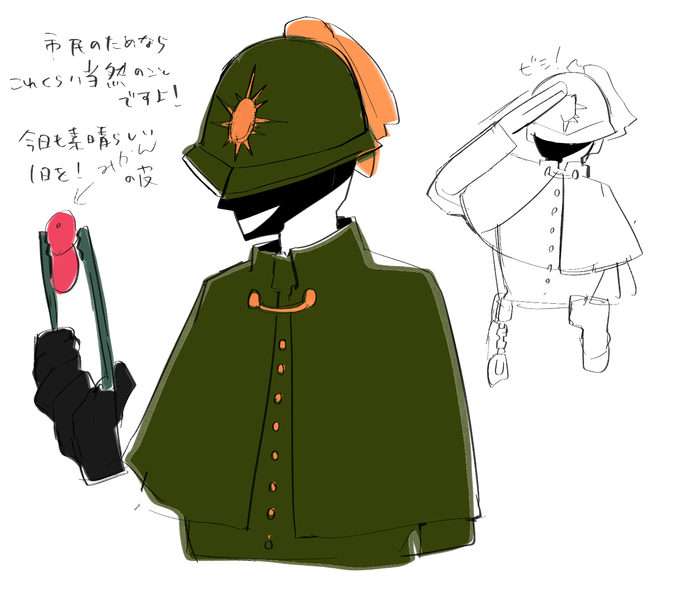 市民のためなら
これくらい当然のこと
ですよ!
今日も素晴らしい
1日を!
みかん
の皮
ビシ!